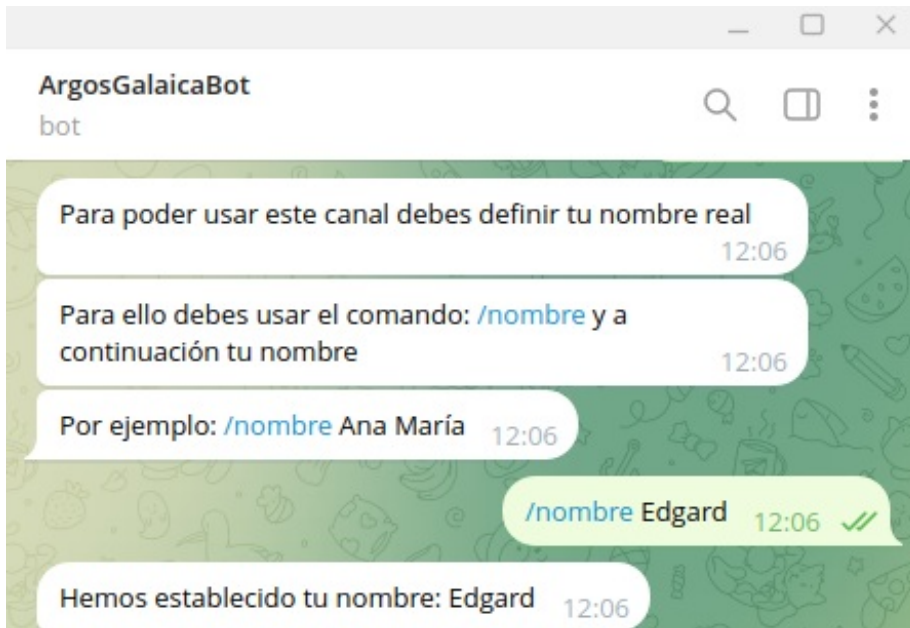 ArgosGalaicaBot
bot
Para poder usar este canal debes definir tu nombre real
12:06
Para ello debes usar el comando: /nombre y a
continuación tu nombre
12:06
Por ejemplo: /nombre Ana María 12:06
/nombre Edgard 12:06
Hemos establecido tu nombre: Edgard 12:06